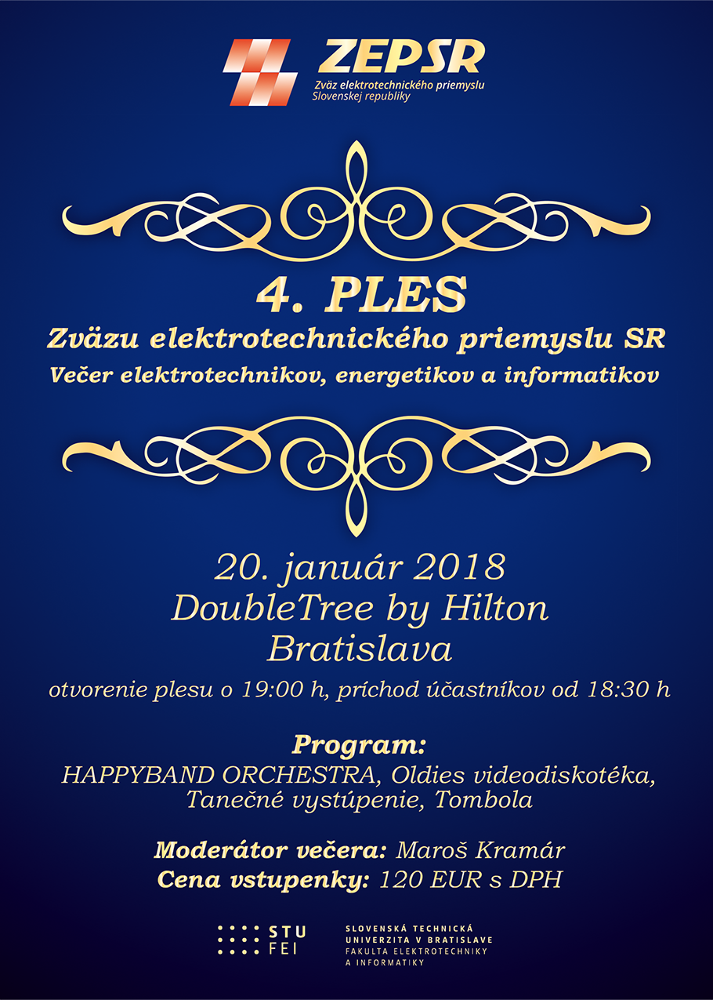 ZEP SR
Zväz elektrotechnického priemyslu
Slovenskej republiky
4. PLES
Zväzu elektrotechnického priemyslu SR
Večer elektrotechnikov, energetikov a informatikov
20. január 2018
DoubleTree by Hilton
Bratislava
otvorenie plesu o 19:00 h, príchod účastníkov od 18:30 h
Program:
HAPPYBAND ORCHESTRA, Oldies videodiskotéka,
Tanečné vystúpenie, Tombola
Moderátor večera: Maroš Kramár
Cena vstupenky: 120 EUR s DPH
STU
FEI
SLOVENSKÁ TECHNICKÁ
UNIVERZITA V BRATISLAVE
FAKULTA ELEKTROTECHNIKY
A INFORMATIKY